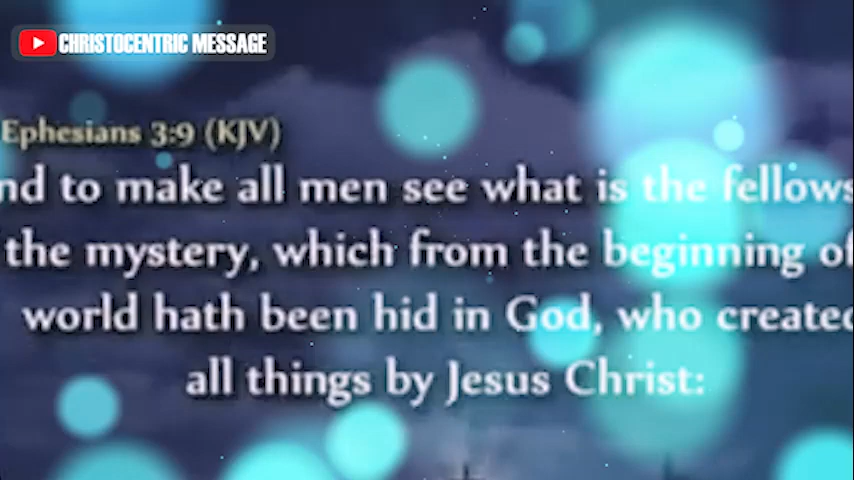 CHRISTOCENTRIC MESSAGE
Ephesians 3:9 (KJV)
nd to make all men see what is the fellows
the mystery, which from the beginning of
world hath been hid in God, who created
all things by Jesus Christ: